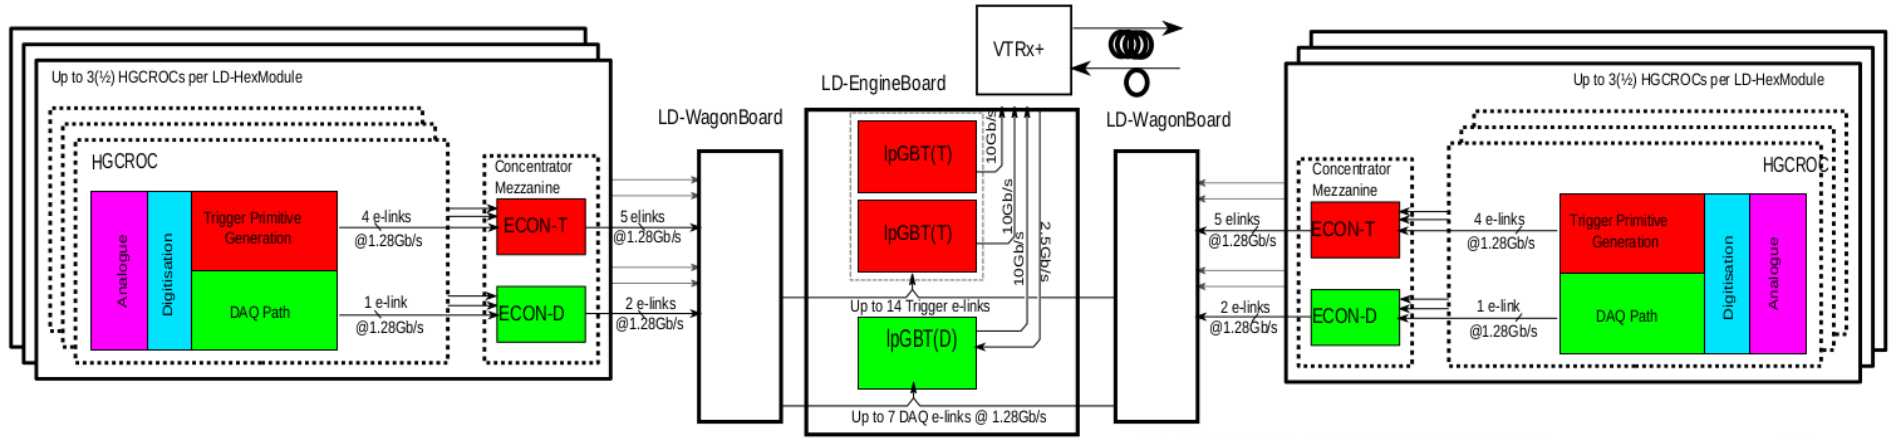 Up to 3(½) HGCROCs per LD-HexModule
HGCROC
Analogue
Digitisation
Trigger Primitive
Generation
DAQ Path
4 e-links
@1.28Gb/s
1 e-link
@1.28Gb/s
Concentrator
Mezzanine
ECON-T
ECON-D
5 elinks
@1.28Gb/s
2 e-links
@1.28Gb/s
LD-WagonBoard
LD-EngineBoard
VTRx+
lpGBT(T)
lpGBT(T)
10Gb/s
10Gb/s
10Gb/s
2.5Gb/s
Up to 14 Trigger e-links
lpGBT(D)
Up to 7 DAQ e-links @ 1.28Gb/s
LD-WagonBoard
Up to 3(½) HGCROCs per LD-HexModule
5 elinks
@1.28Gb/s
2 e-links
@1.28Gb/s
Concentrator
Mezzanine
ECON-T
ECON-D
HGCROC
4 e-links
@1.28Gb/s
1 e-link
@1.28Gb/s
Trigger Primitive
Generation
DAQ Path
Digitisation
Analogue